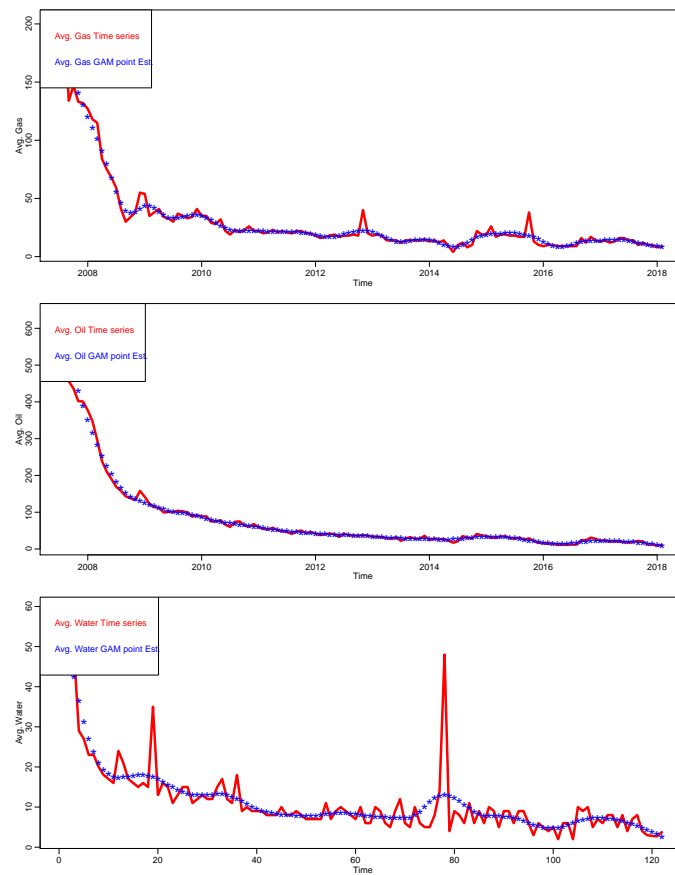 Avg. Gas Time series
Avg. Gas GAM point Est.
Avg. Gas
0 50 100 150 200
2008 2010 2012 2014 2016 2018
Time
Avg. Oil Time series
Avg. Oil GAM point Est.
Avg. Oil
0 100 200 300 400 500 600
2008 2010 2012 2014 2016 2018
Time
Avg. Water Time series
Avg. Water GAM point Est.
Avg. Water
0 10 20 30 40 50 60
0 20 40 60 80 100 120
Time